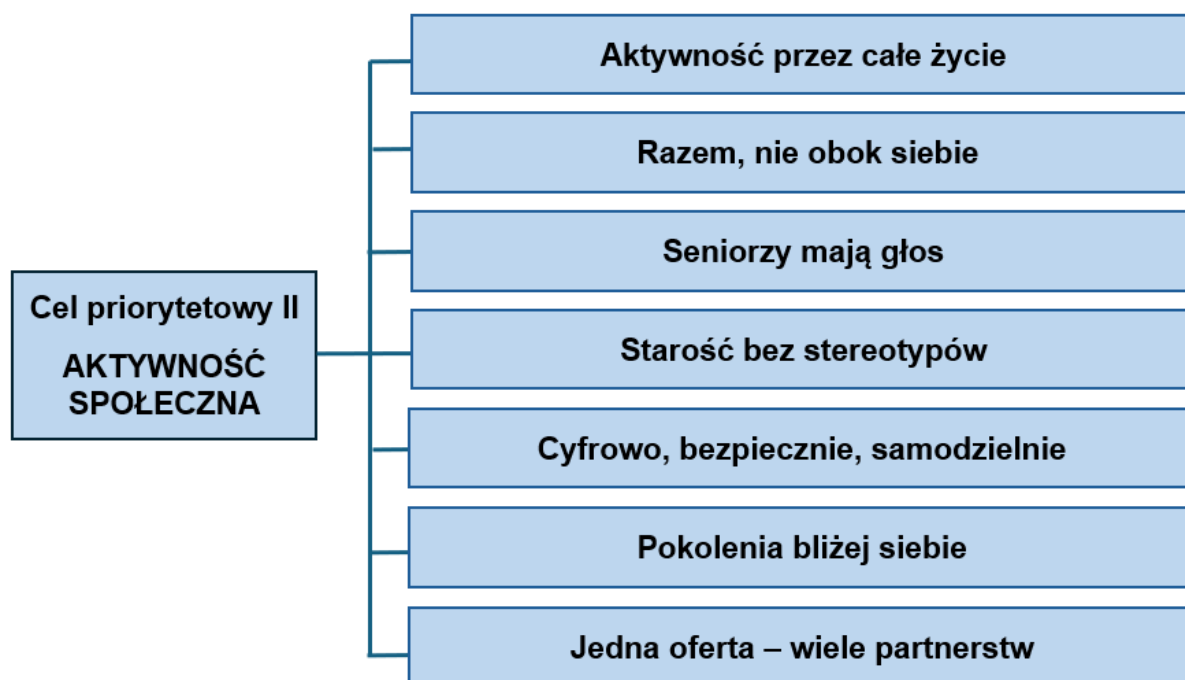 Aktywność przez całe życie
Razem, nie obok siebie
Seniorzy mają głos
Cel priorytetowy II
AKTYWNOŚĆ
SPOŁECZNA
Starość bez stereotypów
Cyfrowo, bezpiecznie, samodzielnie
Pokolenia bliżej siebie
Jedna oferta – wiele partnerstw